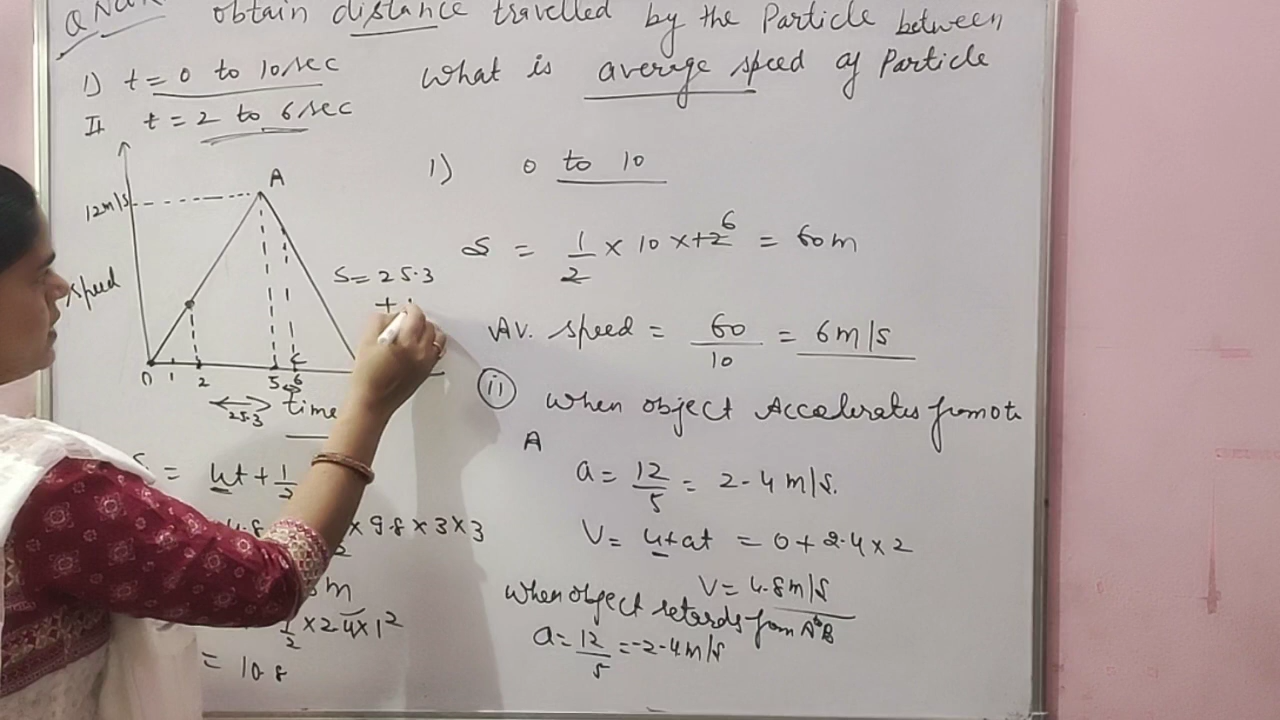 obtain distance travelled by the Particle between
1) t = 0 to 10 sec
What is average speed of Particle
II t = 2 to 6 sec
A
12m/s
speed
0 1 2 5 6
25.3
time
S = 25.3
+
1) 0 to 10
S = 1/2 × 10 × 12 6 = 60m
AV. speed = 60/10 = 6m/s
ii) When object Accelerates from O to
A
a = 12/5 = 2.4 m/s.
V = u + at = 0 + 2.4 × 2
V = 4.8 m/s
When object retards from A to B
a = 12/5 = -2.4 m/s
= ut + 1/2
× 9.8 × 3 × 3
m
1/2 × 2.4 × 1²
= 10.8